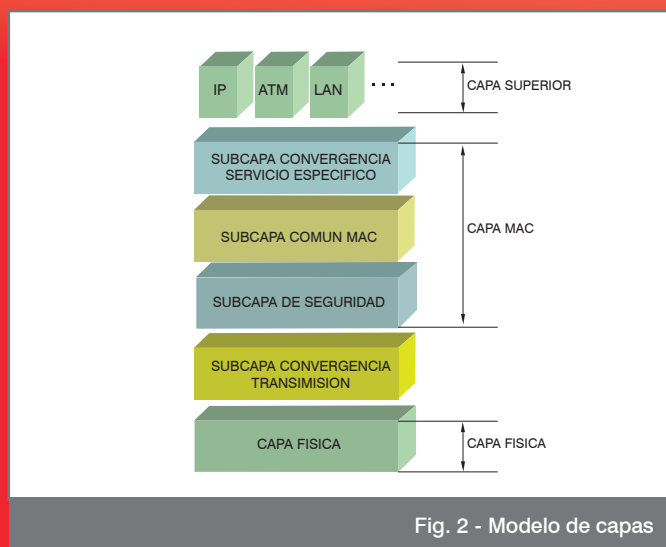 IP ATM LAN ...
CAPA SUPERIOR
SUBCAPA CONVERGENCIA
SERVICIO ESPECIFICO
SUBCAPA COMUN MAC
CAPA MAC
SUBCAPA DE SEGURIDAD
SUBCAPA CONVERGENCIA
TRANSIMISION
CAPA FISICA
CAPA FISICA
Fig. 2 - Modelo de capas